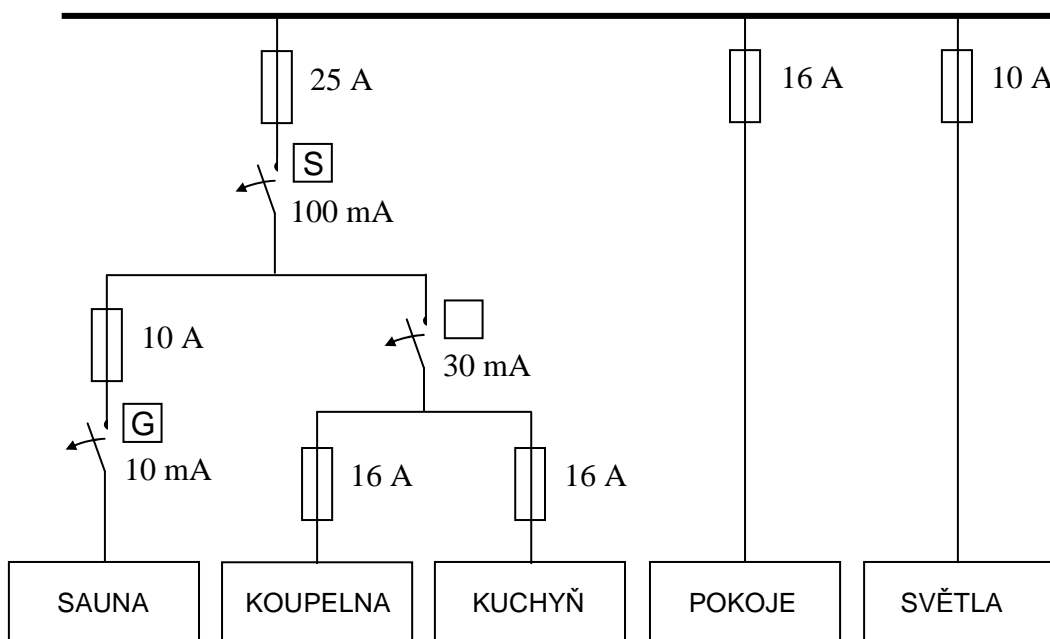 25 A
16 A
10 A
S
100 mA
10 A
30 mA
G
10 mA
16 A
16 A
SAUNA
KOUPELNA
KUCHYŇ
POKOJE
SVĚTLA